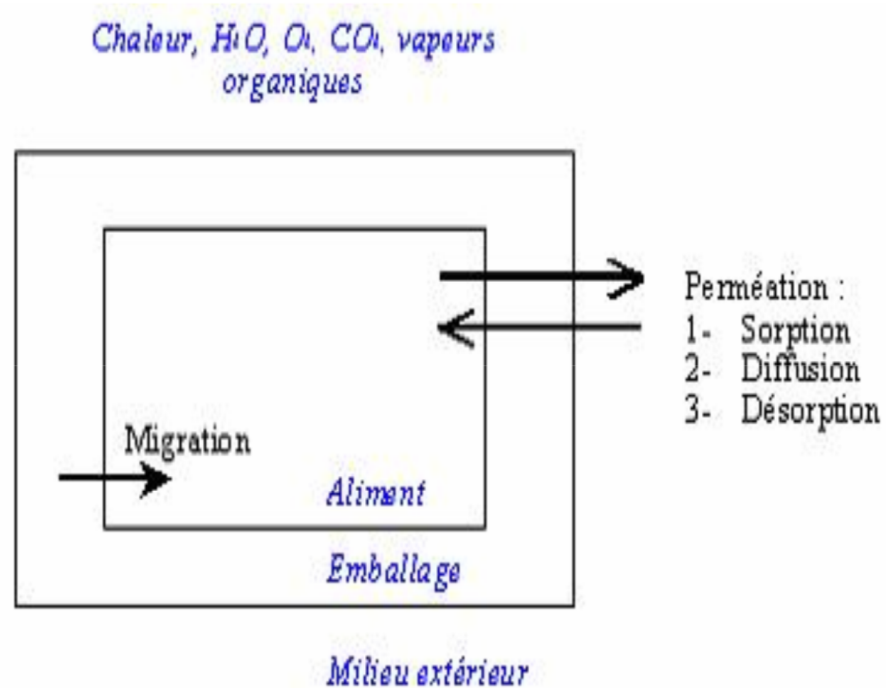 Chaleur, H₂O, O₂, CO₂, vapeurs
organiques
Perméation :
1- Sorption
2- Diffusion
3- Désorption
Migration
Aliment
Emballage
Milieu extérieur